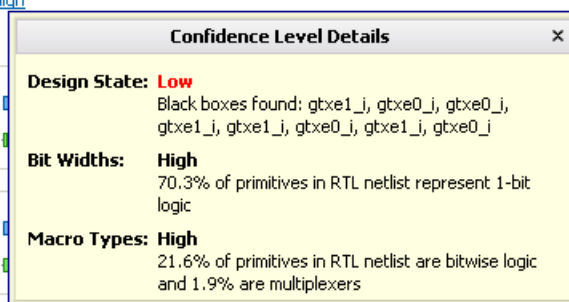 Confidence Level Details
Design State: Low
Black boxes found: gtxe1_i, gtxe0_i, gtxe0_i,
gtxe1_i, gtxe1_i, gtxe0_i, gtxe1_i, gtxe0_i
Bit Widths: High
70.3% of primitives in RTL netlist represent 1-bit
logic
Macro Types: High
21.6% of primitives in RTL netlist are bitwise logic
and 1.9% are multiplexers